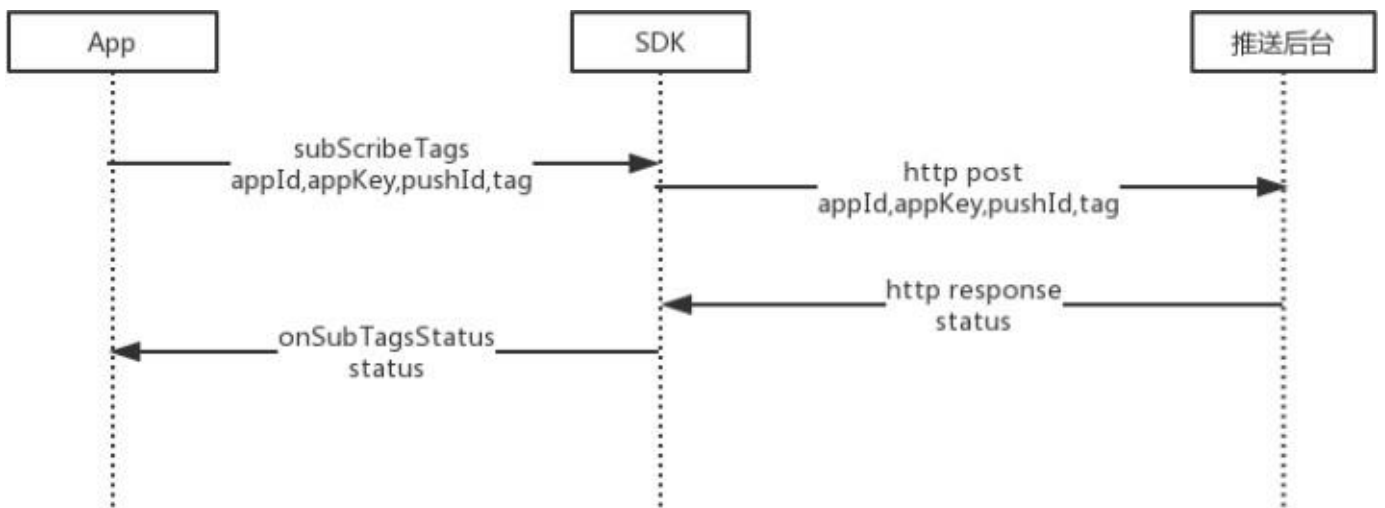 App
SDK
推送后台
subScribeTags
appId,appKey,pushId,tag
http post
appId,appKey,pushId,tag
http response
status
onSubTagsStatus
status